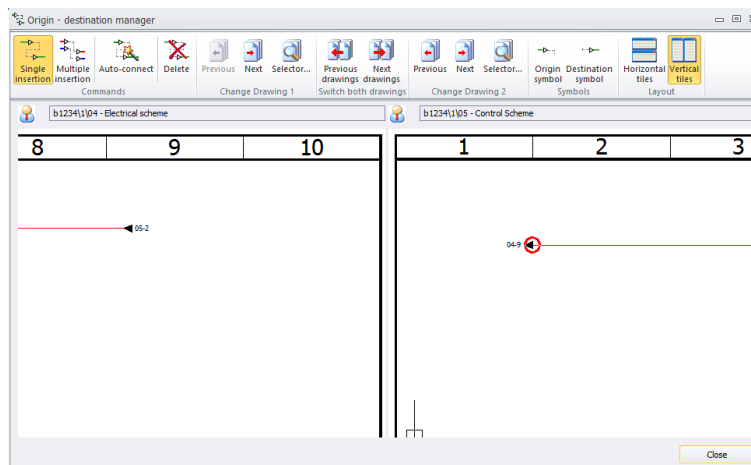 Origin - destination manager
Single insertion
Multiple insertion
Auto-connect
Delete
Previous
Next
Selector...
Previous drawings
Next drawings
Previous
Next
Selector...
Origin symbol
Destination symbol
Horizontal tiles
Vertical tiles
Commands
Change Drawing 1
Switch both drawings
Change Drawing 2
Symbols
Layout
b1234\1\04 - Electrical scheme
b1234\1\05 - Control Scheme
8 9 10
1 2 3
05-2
04-9
Close